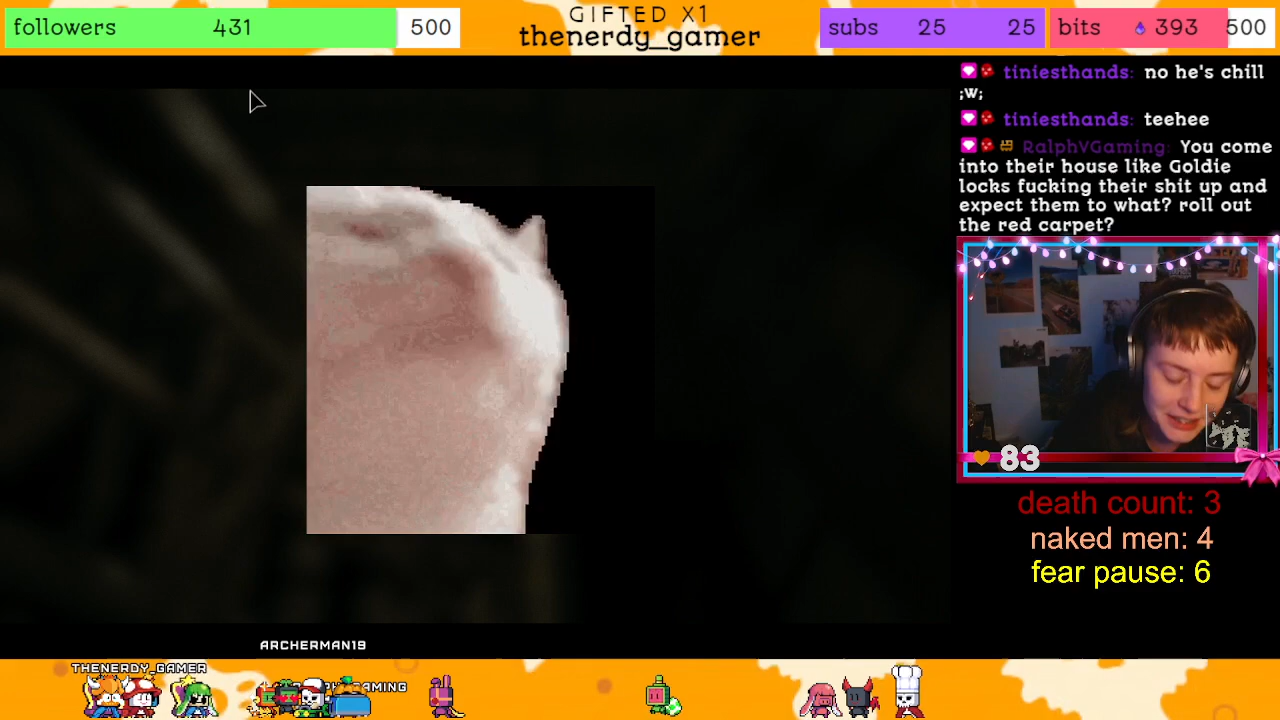 followers 431 500
GIFTED X1
thenerdy_gamer
subs 25 25
bits 393 500
tiniesthands: no he's chill
;w;
tiniesthands: teehee
RalphVGaming: You come
into their house like Goldie
locks fucking their shit up and
expect them to what? roll out
the red carpet?
83
death count: 3
naked men: 4
fear pause: 6
ARCHERMAN19
THENERDY_GAMER
GAMING